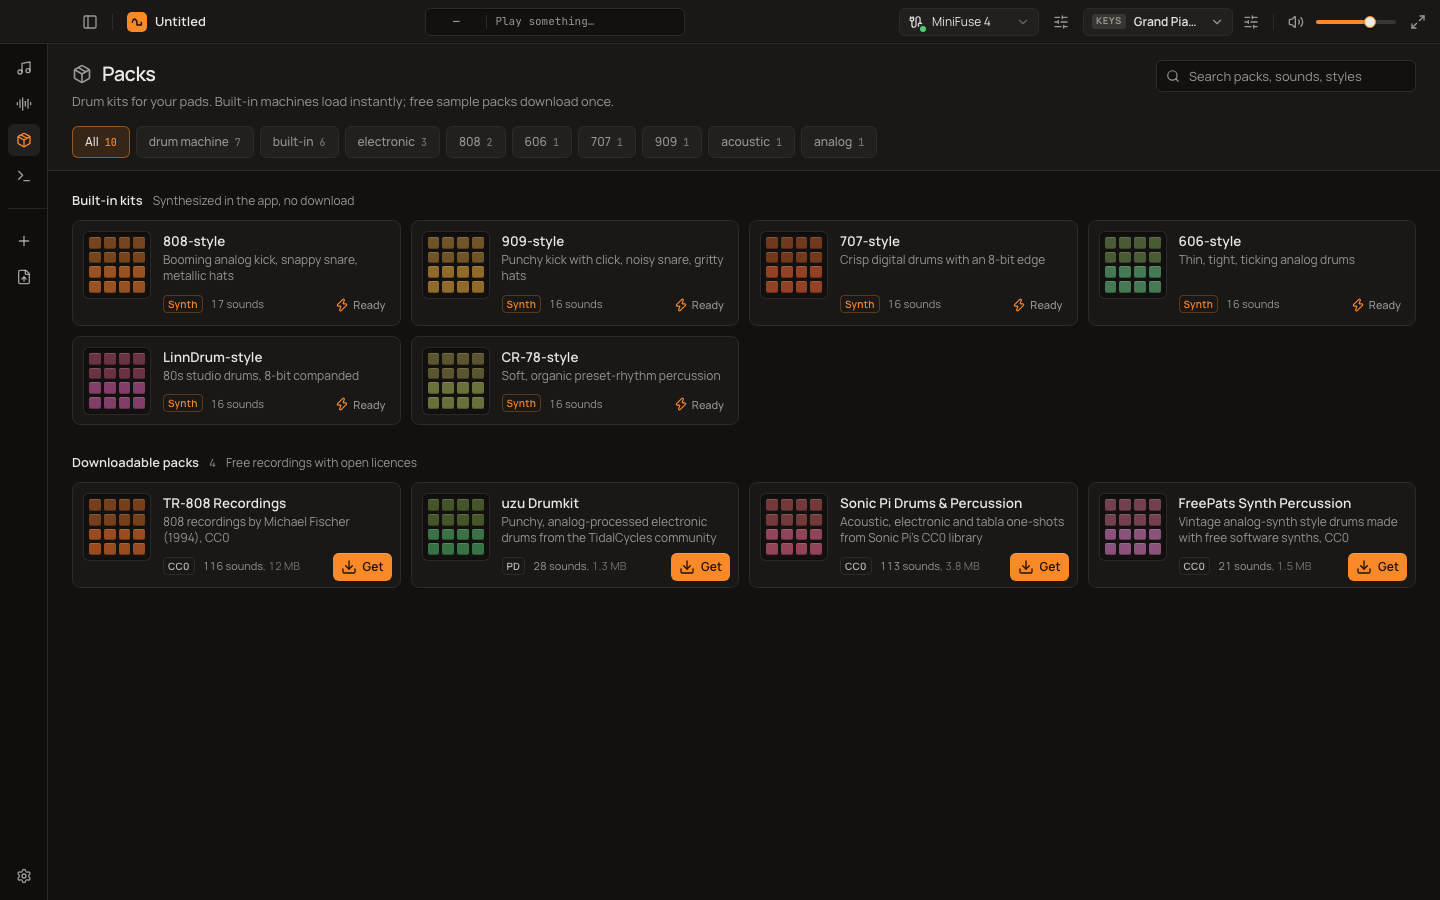 Untitled
– Play something…
MiniFuse 4
KEYS Grand Pia…
Packs
Search packs, sounds, styles
Drum kits for your pads. Built-in machines load instantly; free sample packs download once.
All 10
drum machine 7
built-in 6
electronic 3
808 2
606 1
707 1
909 1
acoustic 1
analog 1
Built-in kits Synthesized in the app, no download
808-style
Booming analog kick, snappy snare,
metallic hats
Synth 17 sounds Ready
909-style
Punchy kick with click, noisy snare, gritty
hats
Synth 16 sounds Ready
707-style
Crisp digital drums with an 8-bit edge
Synth 16 sounds Ready
606-style
Thin, tight, ticking analog drums
Synth 16 sounds Ready
LinnDrum-style
80s studio drums, 8-bit companded
Synth 16 sounds Ready
CR-78-style
Soft, organic preset-rhythm percussion
Synth 16 sounds Ready
Downloadable packs 4 Free recordings with open licences
TR-808 Recordings
808 recordings by Michael Fischer
(1994), CC0
CC0 116 sounds, 12 MB Get
uzu Drumkit
Punchy, analog-processed electronic
drums from the TidalCycles community
PD 28 sounds, 1.3 MB Get
Sonic Pi Drums & Percussion
Acoustic, electronic and tabla one-shots
from Sonic Pi's CC0 library
CC0 113 sounds, 3.8 MB Get
FreePats Synth Percussion
Vintage analog-synth style drums made
with free software synths, CC0
CC0 21 sounds, 1.5 MB Get